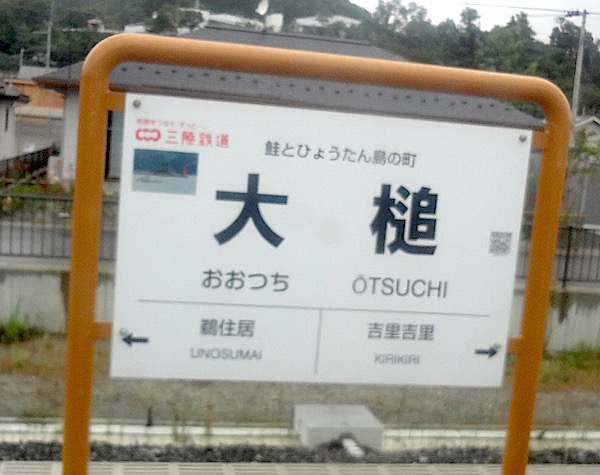 三陸鉄道
鮭とひょうたん島の町
大槌
おおつち ŌTSUCHI
鵜住居 吉里吉里
UNOSUMAI KIRIKIRI